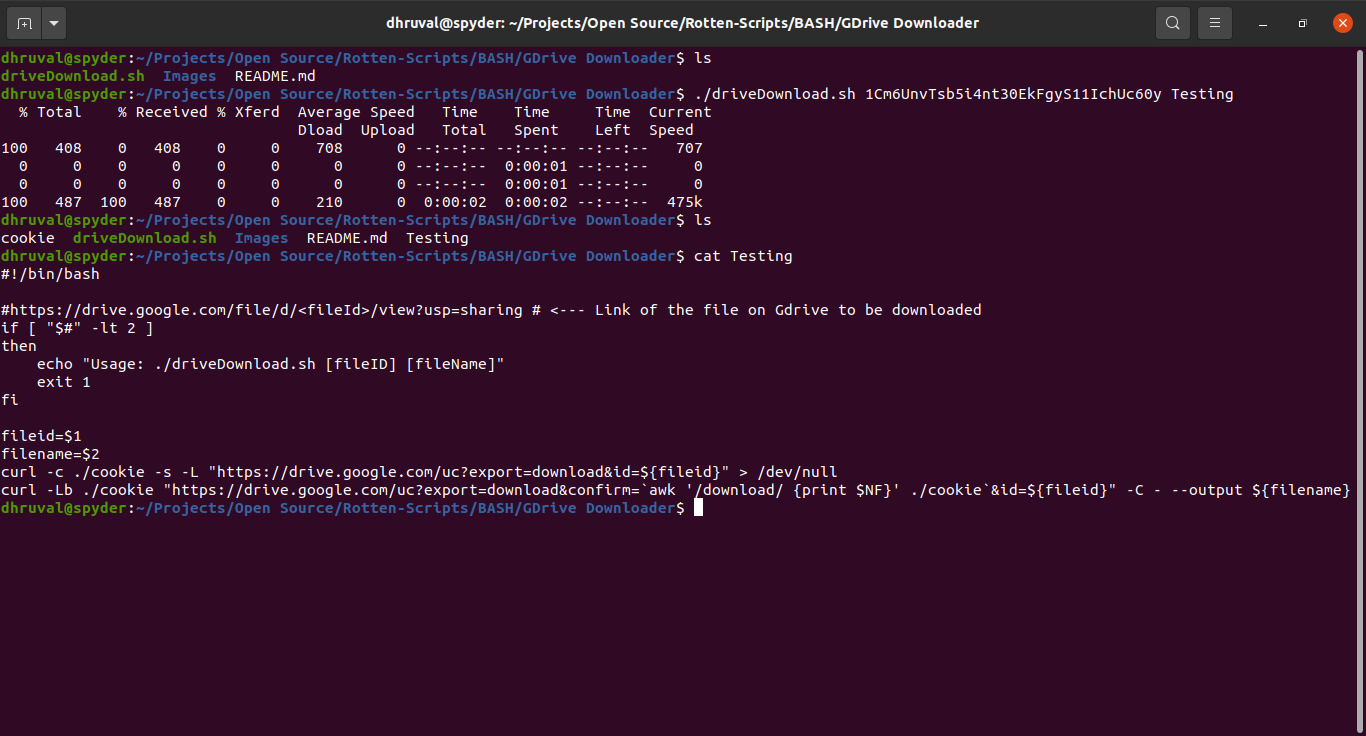 dhruval@spyder: ~/Projects/Open Source/Rotten-Scripts/BASH/GDrive Downloader
dhruval@spyder:~/Projects/Open Source/Rotten-Scripts/BASH/GDrive Downloader$ ls
driveDownload.sh  Images  README.md
dhruval@spyder:~/Projects/Open Source/Rotten-Scripts/BASH/GDrive Downloader$ ./driveDownload.sh 1Cm6UnvTsb5i4nt30EkFgyS11IchUc60y Testing
  % Total    % Received % Xferd  Average Speed   Time    Time     Time  Current
                                 Dload  Upload   Total   Spent    Left  Speed
100   408    0   408    0     0    708      0 --:--:-- --:--:-- --:--:--   707
  0     0    0     0    0     0      0      0 --:--:--  0:00:01 --:--:--     0
  0     0    0     0    0     0      0      0 --:--:--  0:00:01 --:--:--     0
100   487  100   487    0     0    210      0  0:00:02  0:00:02 --:--:--  475k
dhruval@spyder:~/Projects/Open Source/Rotten-Scripts/BASH/GDrive Downloader$ ls
cookie  driveDownload.sh  Images  README.md  Testing
dhruval@spyder:~/Projects/Open Source/Rotten-Scripts/BASH/GDrive Downloader$ cat Testing
#!/bin/bash

#https://drive.google.com/file/d/<fileId>/view?usp=sharing # <--- Link of the file on Gdrive to be downloaded
if [ "$#" -lt 2 ]
then
    echo "Usage: ./driveDownload.sh [fileID] [fileName]"
    exit 1
fi

fileid=$1
filename=$2
curl -c ./cookie -s -L "https://drive.google.com/uc?export=download&id=${fileid}" > /dev/null
curl -Lb ./cookie "https://drive.google.com/uc?export=download&confirm=`awk '/download/ {print $NF}' ./cookie`&id=${fileid}" -C - --output ${filename}
dhruval@spyder:~/Projects/Open Source/Rotten-Scripts/BASH/GDrive Downloader$